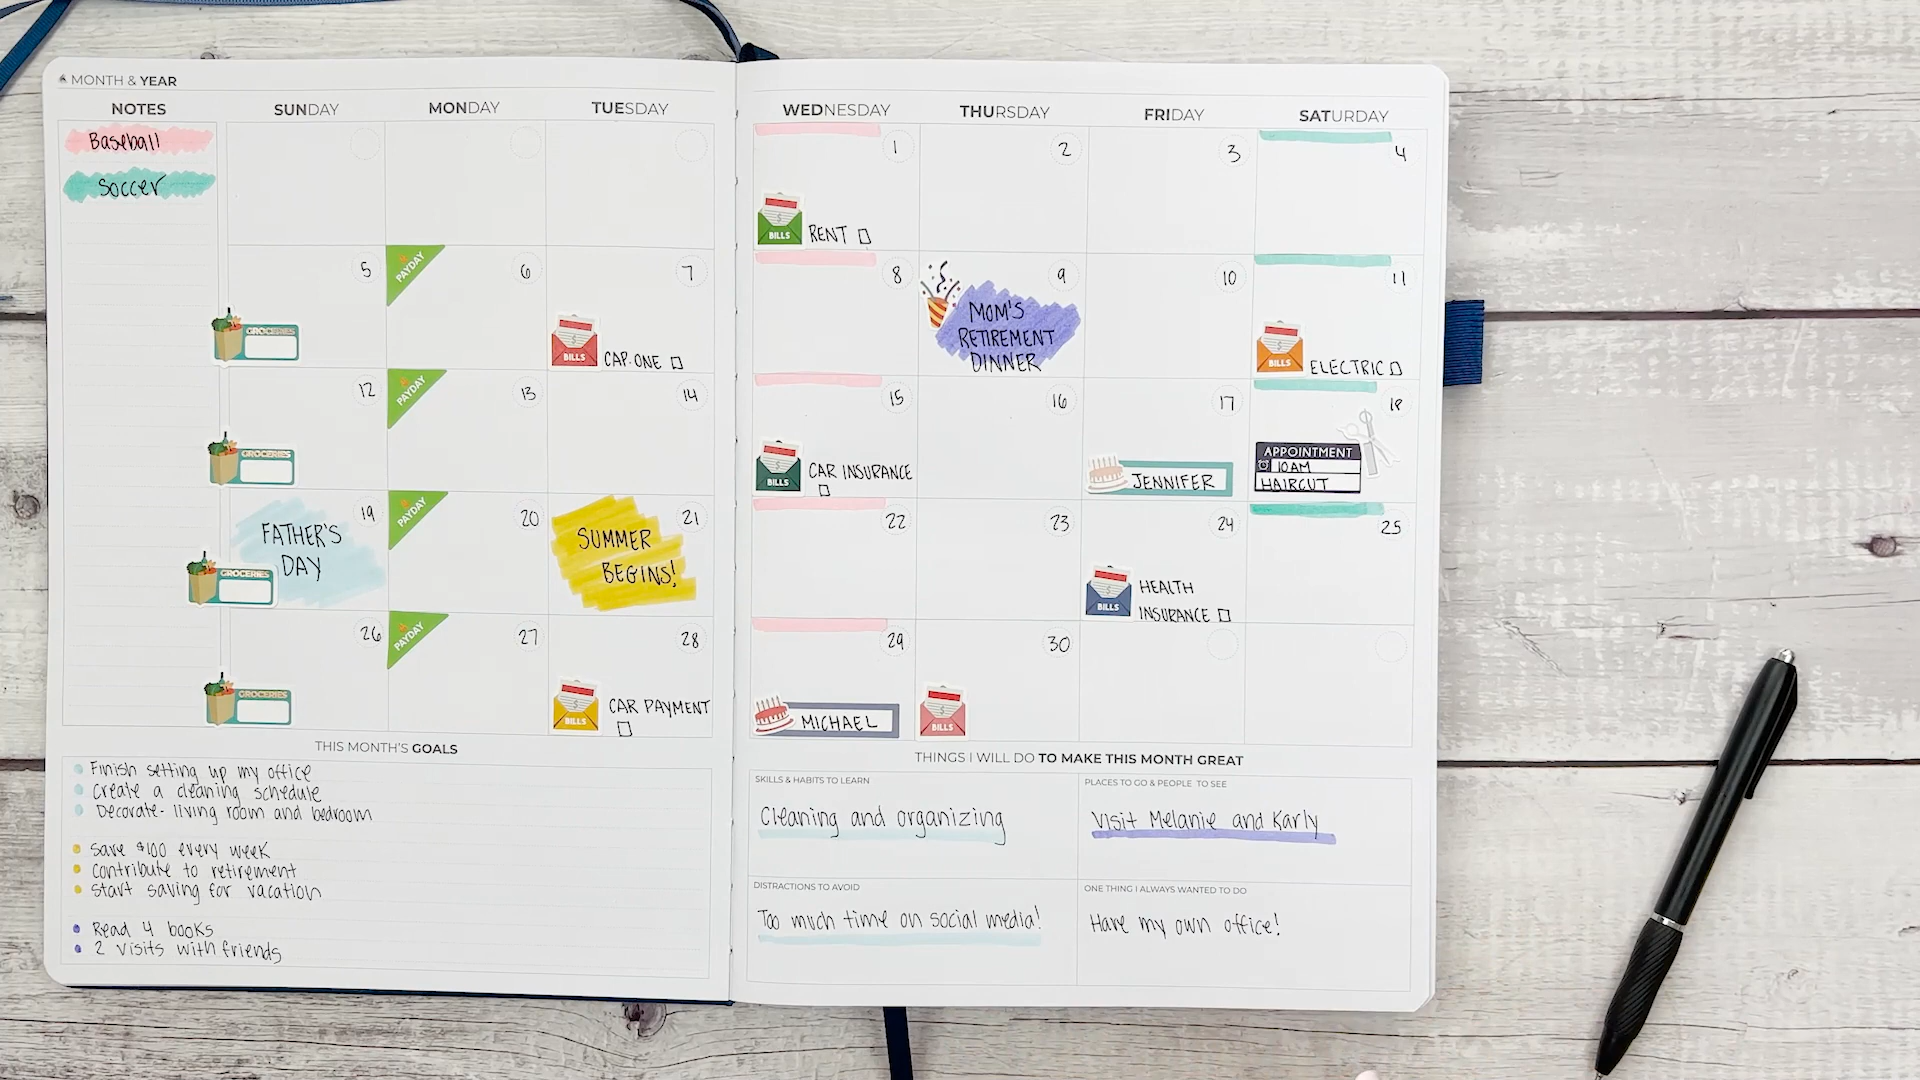 MONTH & YEAR
NOTES
SUNDAY
MONDAY
TUESDAY
WEDNESDAY
THURSDAY
FRIDAY
SATURDAY
Baseball
Soccer
1
2
3
4
BILLS
RENT
5
PAYDAY
6
7
8
9
10
11
GROCERIES
BILLS
CAP. ONE
MOM'S
RETIREMENT
DINNER
BILLS
ELECTRIC
12
PAYDAY
13
14
15
16
17
18
GROCERIES
BILLS
CAR INSURANCE
JENNIFER
APPOINTMENT
10AM
HAIRCUT
19
FATHER'S
DAY
GROCERIES
PAYDAY
20
21
SUMMER
BEGINS!
22
23
24
25
BILLS
HEALTH
INSURANCE
26
PAYDAY
27
28
29
30
GROCERIES
BILLS
CAR PAYMENT
MICHAEL
BILLS
THIS MONTH'S GOALS
Finish setting up my office
Create a cleaning schedule
Decorate- living room and bedroom
Save $100 every week
Contribute to retirement
Start saving for vacation
Read 4 books
2 visits with friends
THINGS I WILL DO TO MAKE THIS MONTH GREAT
SKILLS & HABITS TO LEARN
Cleaning and organizing
PLACES TO GO & PEOPLE TO SEE
Visit Melanie and Karly
DISTRACTIONS TO AVOID
Too much time on social media!
ONE THING I ALWAYS WANTED TO DO
Have my own office!